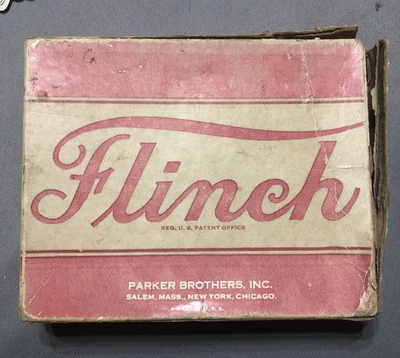 Flinch
REG. U. S. PATENT OFFICE
PARKER BROTHERS, INC.
SALEM, MASS., NEW YORK, CHICAGO.
U. S. A.